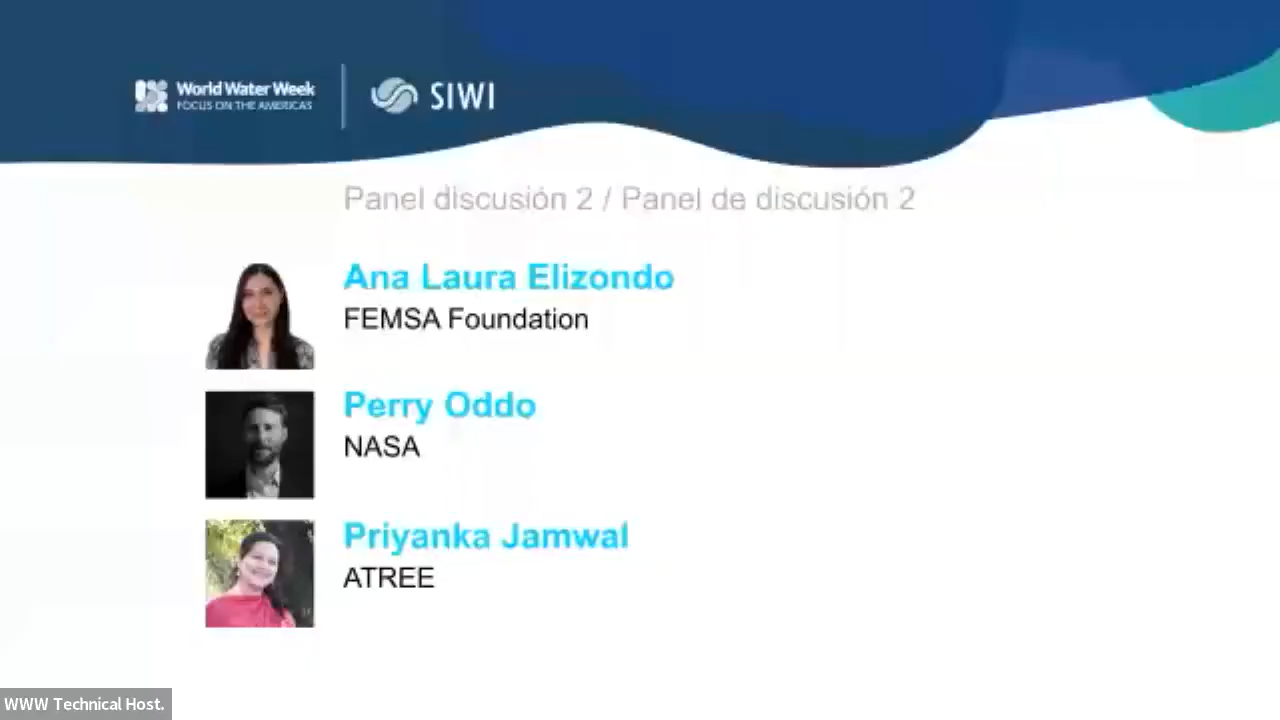 World Water Week
FOCUS ON THE AMERICAS
SIWI
Panel discusión 2 / Panel de discusión 2
Ana Laura Elizondo
FEMSA Foundation
Perry Oddo
NASA
Priyanka Jamwal
ATREE
WWW Technical Host.